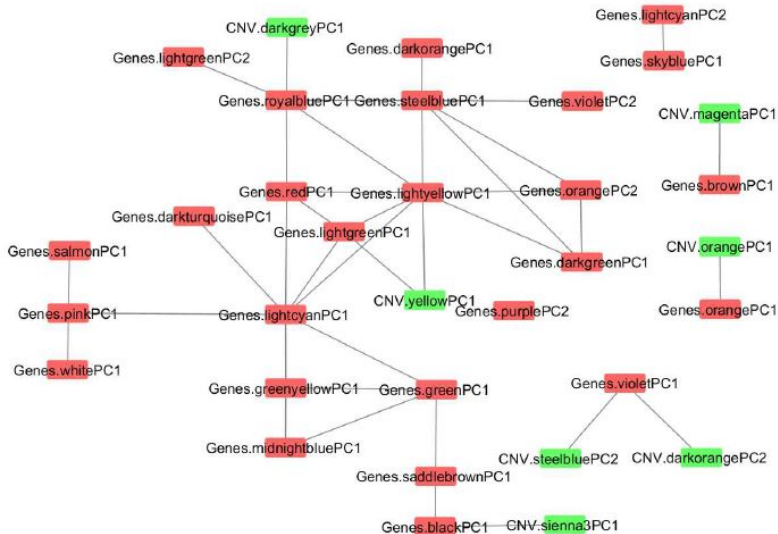 Genes.lightcyanPC2
CNV.darkgreyPC1
Genes.darkorangePC1
Genes.lightgreenPC2
Genes.skybluePC1
Genes.royalbluePC1
Genes.steelbluePC1
Genes.violetPC2
CNV.magentaPC1
Genes.redPC1
Genes.lightyellowPC1
Genes.orangePC2
Genes.brownPC1
Genes.darkturquoisePC1
Genes.lightgreenPC1
Genes.salmonPC1
CNV.orangePC1
Genes.darkgreenPC1
CNV.yellowPC1
Genes.pinkPC1
Genes.lightcyanPC1
Genes.purplePC2
Genes.orangePC1
Genes.whitePC1
Genes.greenyellowPC1
Genes.greenPC1
Genes.violetPC1
Genes.midnightbluePC1
CNV.steelbluePC2
CNV.darkorangePC2
Genes.saddlebrownPC1
Genes.blackPC1
CNV.sienna3PC1